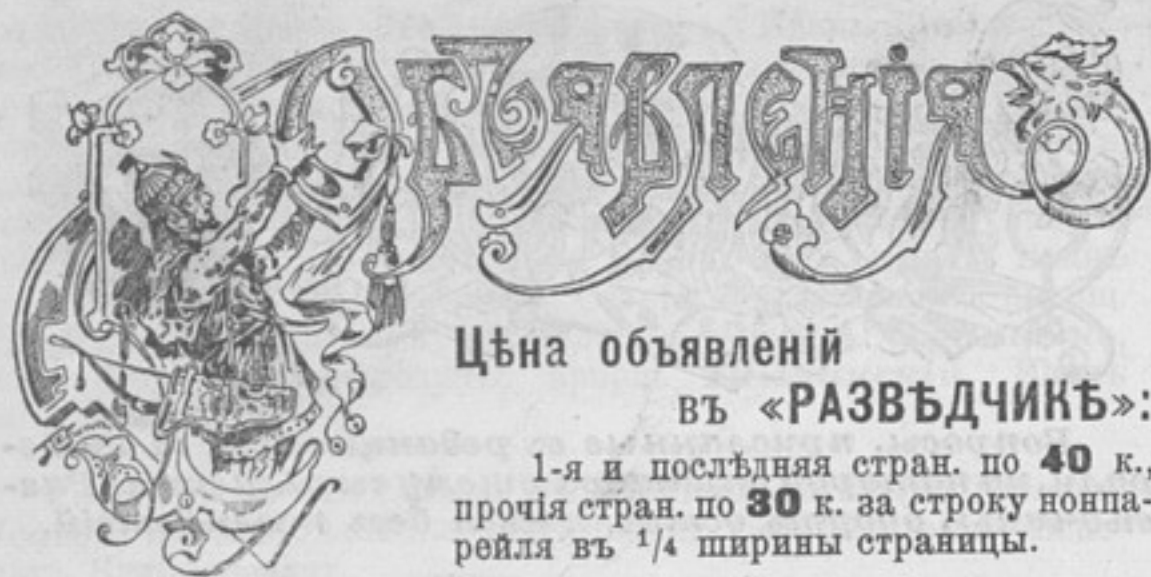 Объявленія
Цѣна объявленій
въ «РАЗВѢДЧИКѢ»:
1-я и послѣдняя стран. по 40 к.,
прочія стран. по 30 к. за строку нонпа-
рейля въ 1/4 ширины страницы.